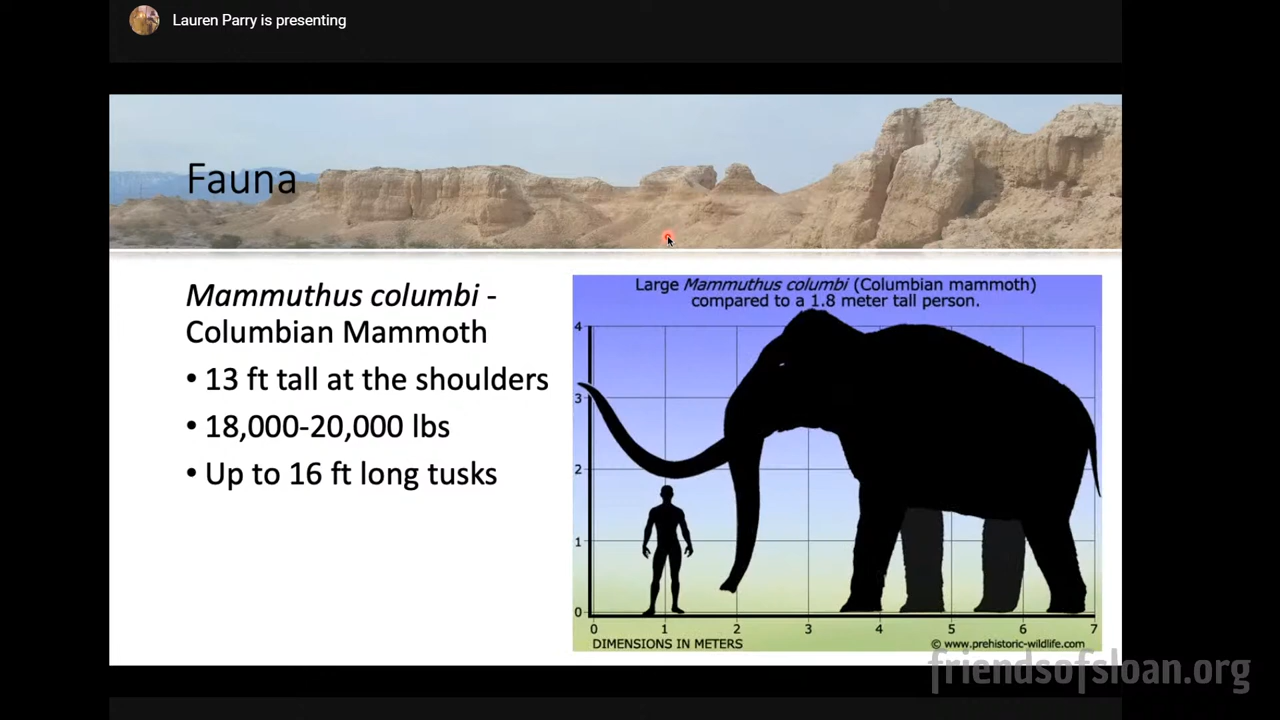 Lauren Parry is presenting
Fauna
Mammuthus columbi -
Columbian Mammoth
• 13 ft tall at the shoulders
• 18,000-20,000 lbs
• Up to 16 ft long tusks
Large Mammuthus columbi (Columbian mammoth)
compared to a 1.8 meter tall person.
4
3
2
1
0
0 1 2 3 4 5 6 7
DIMENSIONS IN METERS © www.prehistoric-wildlife.com
friendsofsloan.org